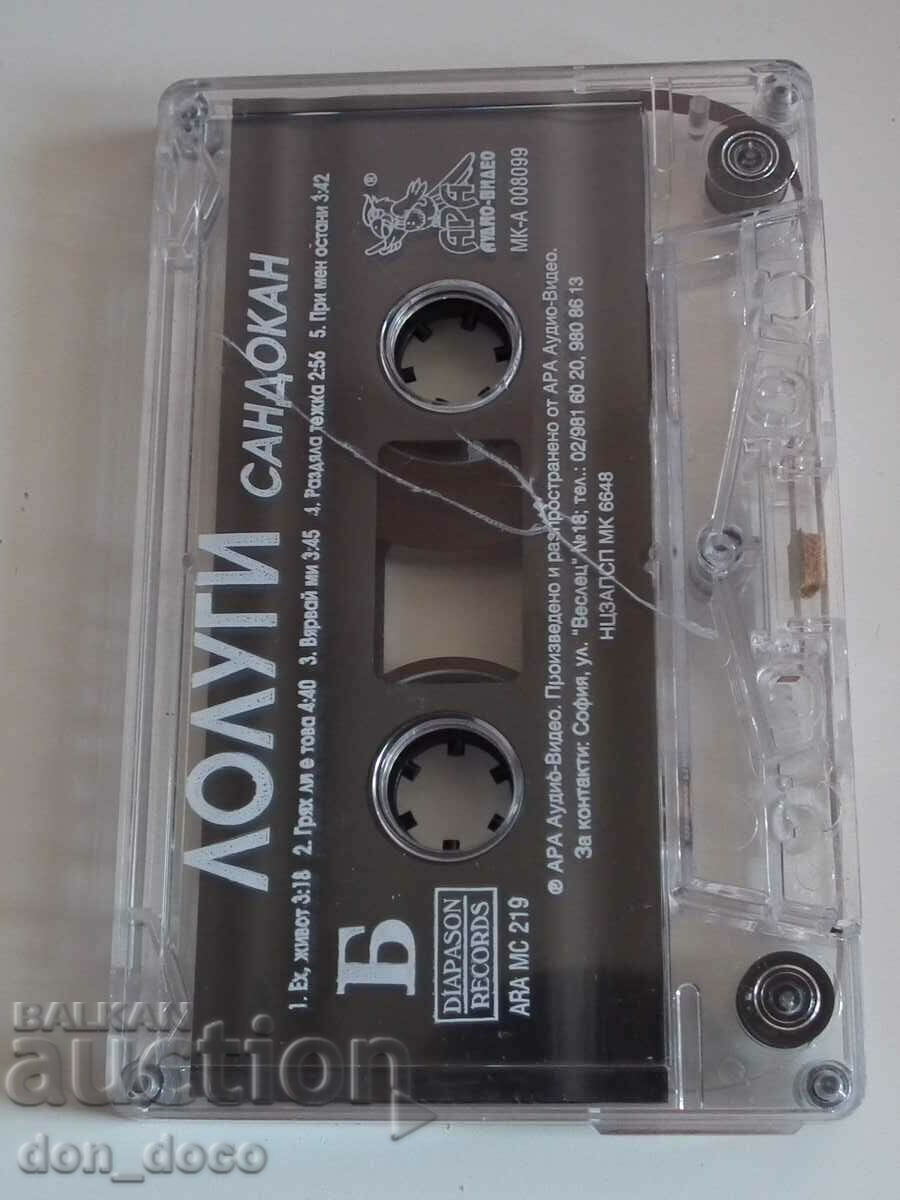 ЛОЛУГИ САНДОКАН
1. Ех, живот 3:18 2. Грях ли е това 4:40 3. Вярвай ми 3:45 4. Раздяла тежка 2:56 5. При мен остани 3:42
Б
DIAPASON
RECORDS
ARA MC 219
®
АРА
АУДИО-ВИДЕО
МК-А 008099
℗ АРА Аудио-Видео. Произведено и разпространено от АРА Аудио-Видео.
За контакти: София, ул. "Веслец" №18; тел.: 02/981 60 20, 980 86 13
НЦЗАПСП МК 6648
BALKAN
auction
don_doco